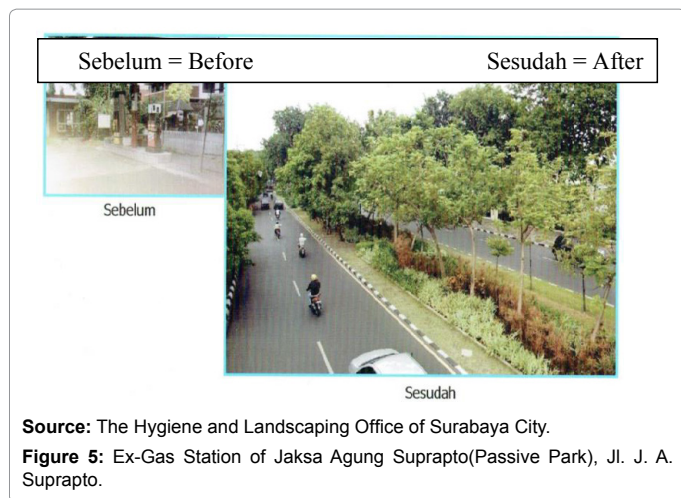 Sebelum = Before Sesudah = After
Sebelum
Sesudah
Source: The Hygiene and Landscaping Office of Surabaya City.
Figure 5: Ex-Gas Station of Jaksa Agung Suprapto(Passive Park), Jl. J. A.
Suprapto.